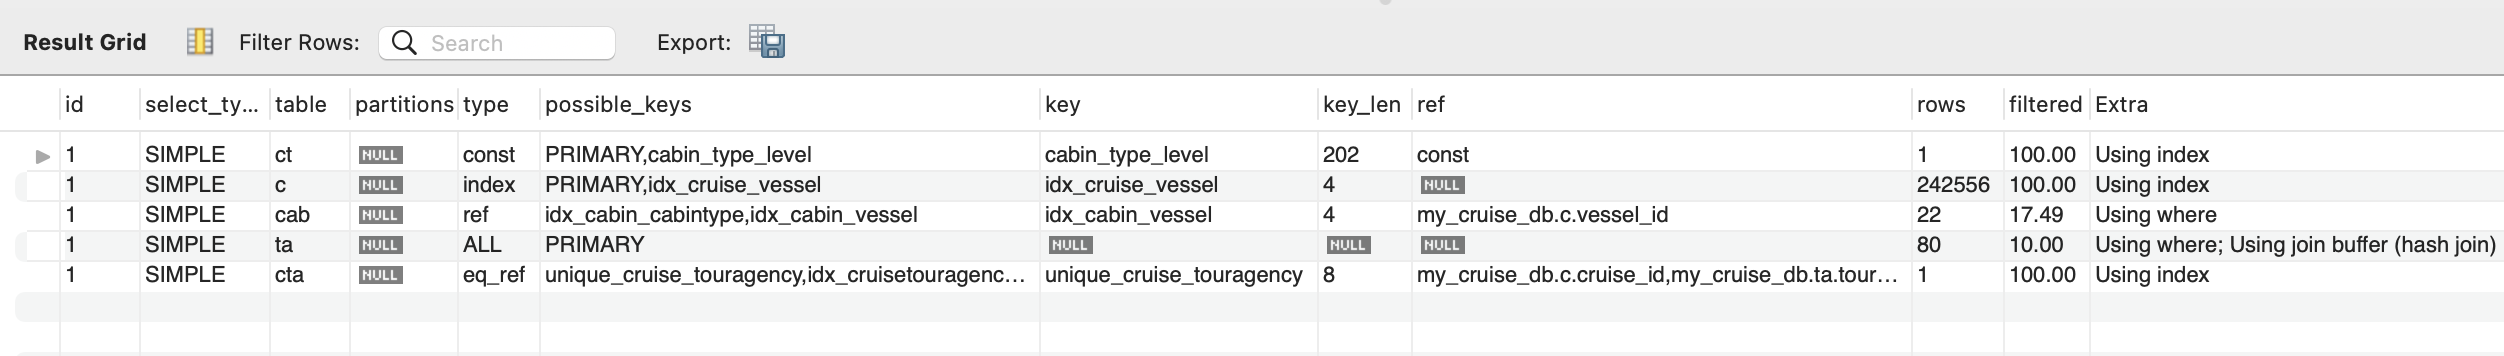 Result Grid Filter Rows: Search Export:
id select_ty... table partitions type possible_keys key key_len ref rows filtered Extra
1 SIMPLE ct NULL const PRIMARY,cabin_type_level cabin_type_level 202 const 1 100.00 Using index
1 SIMPLE c NULL index PRIMARY,idx_cruise_vessel idx_cruise_vessel 4 NULL 242556 100.00 Using index
1 SIMPLE cab NULL ref idx_cabin_cabintype,idx_cabin_vessel idx_cabin_vessel 4 my_cruise_db.c.vessel_id 22 17.49 Using where
1 SIMPLE ta NULL ALL PRIMARY NULL NULL NULL 80 10.00 Using where; Using join buffer (hash join)
1 SIMPLE cta NULL eq_ref unique_cruise_touragency,idx_cruisetouragenc... unique_cruise_touragency 8 my_cruise_db.c.cruise_id,my_cruise_db.ta.tour... 1 100.00 Using index